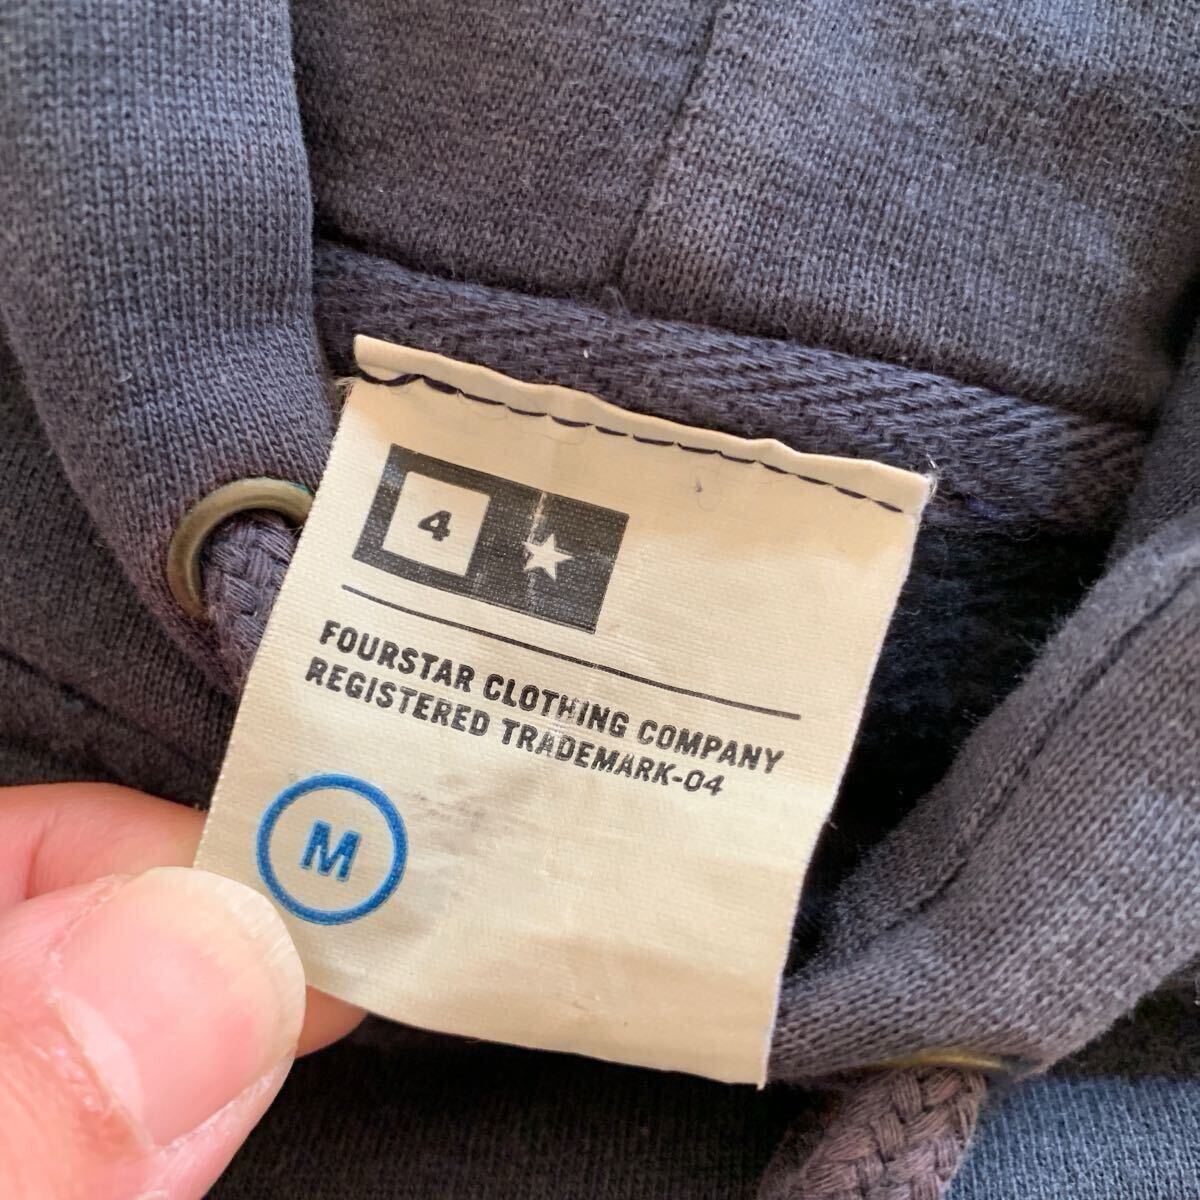 4
FOURSTAR CLOTHING COMPANY
REGISTERED TRADEMARK-04
M